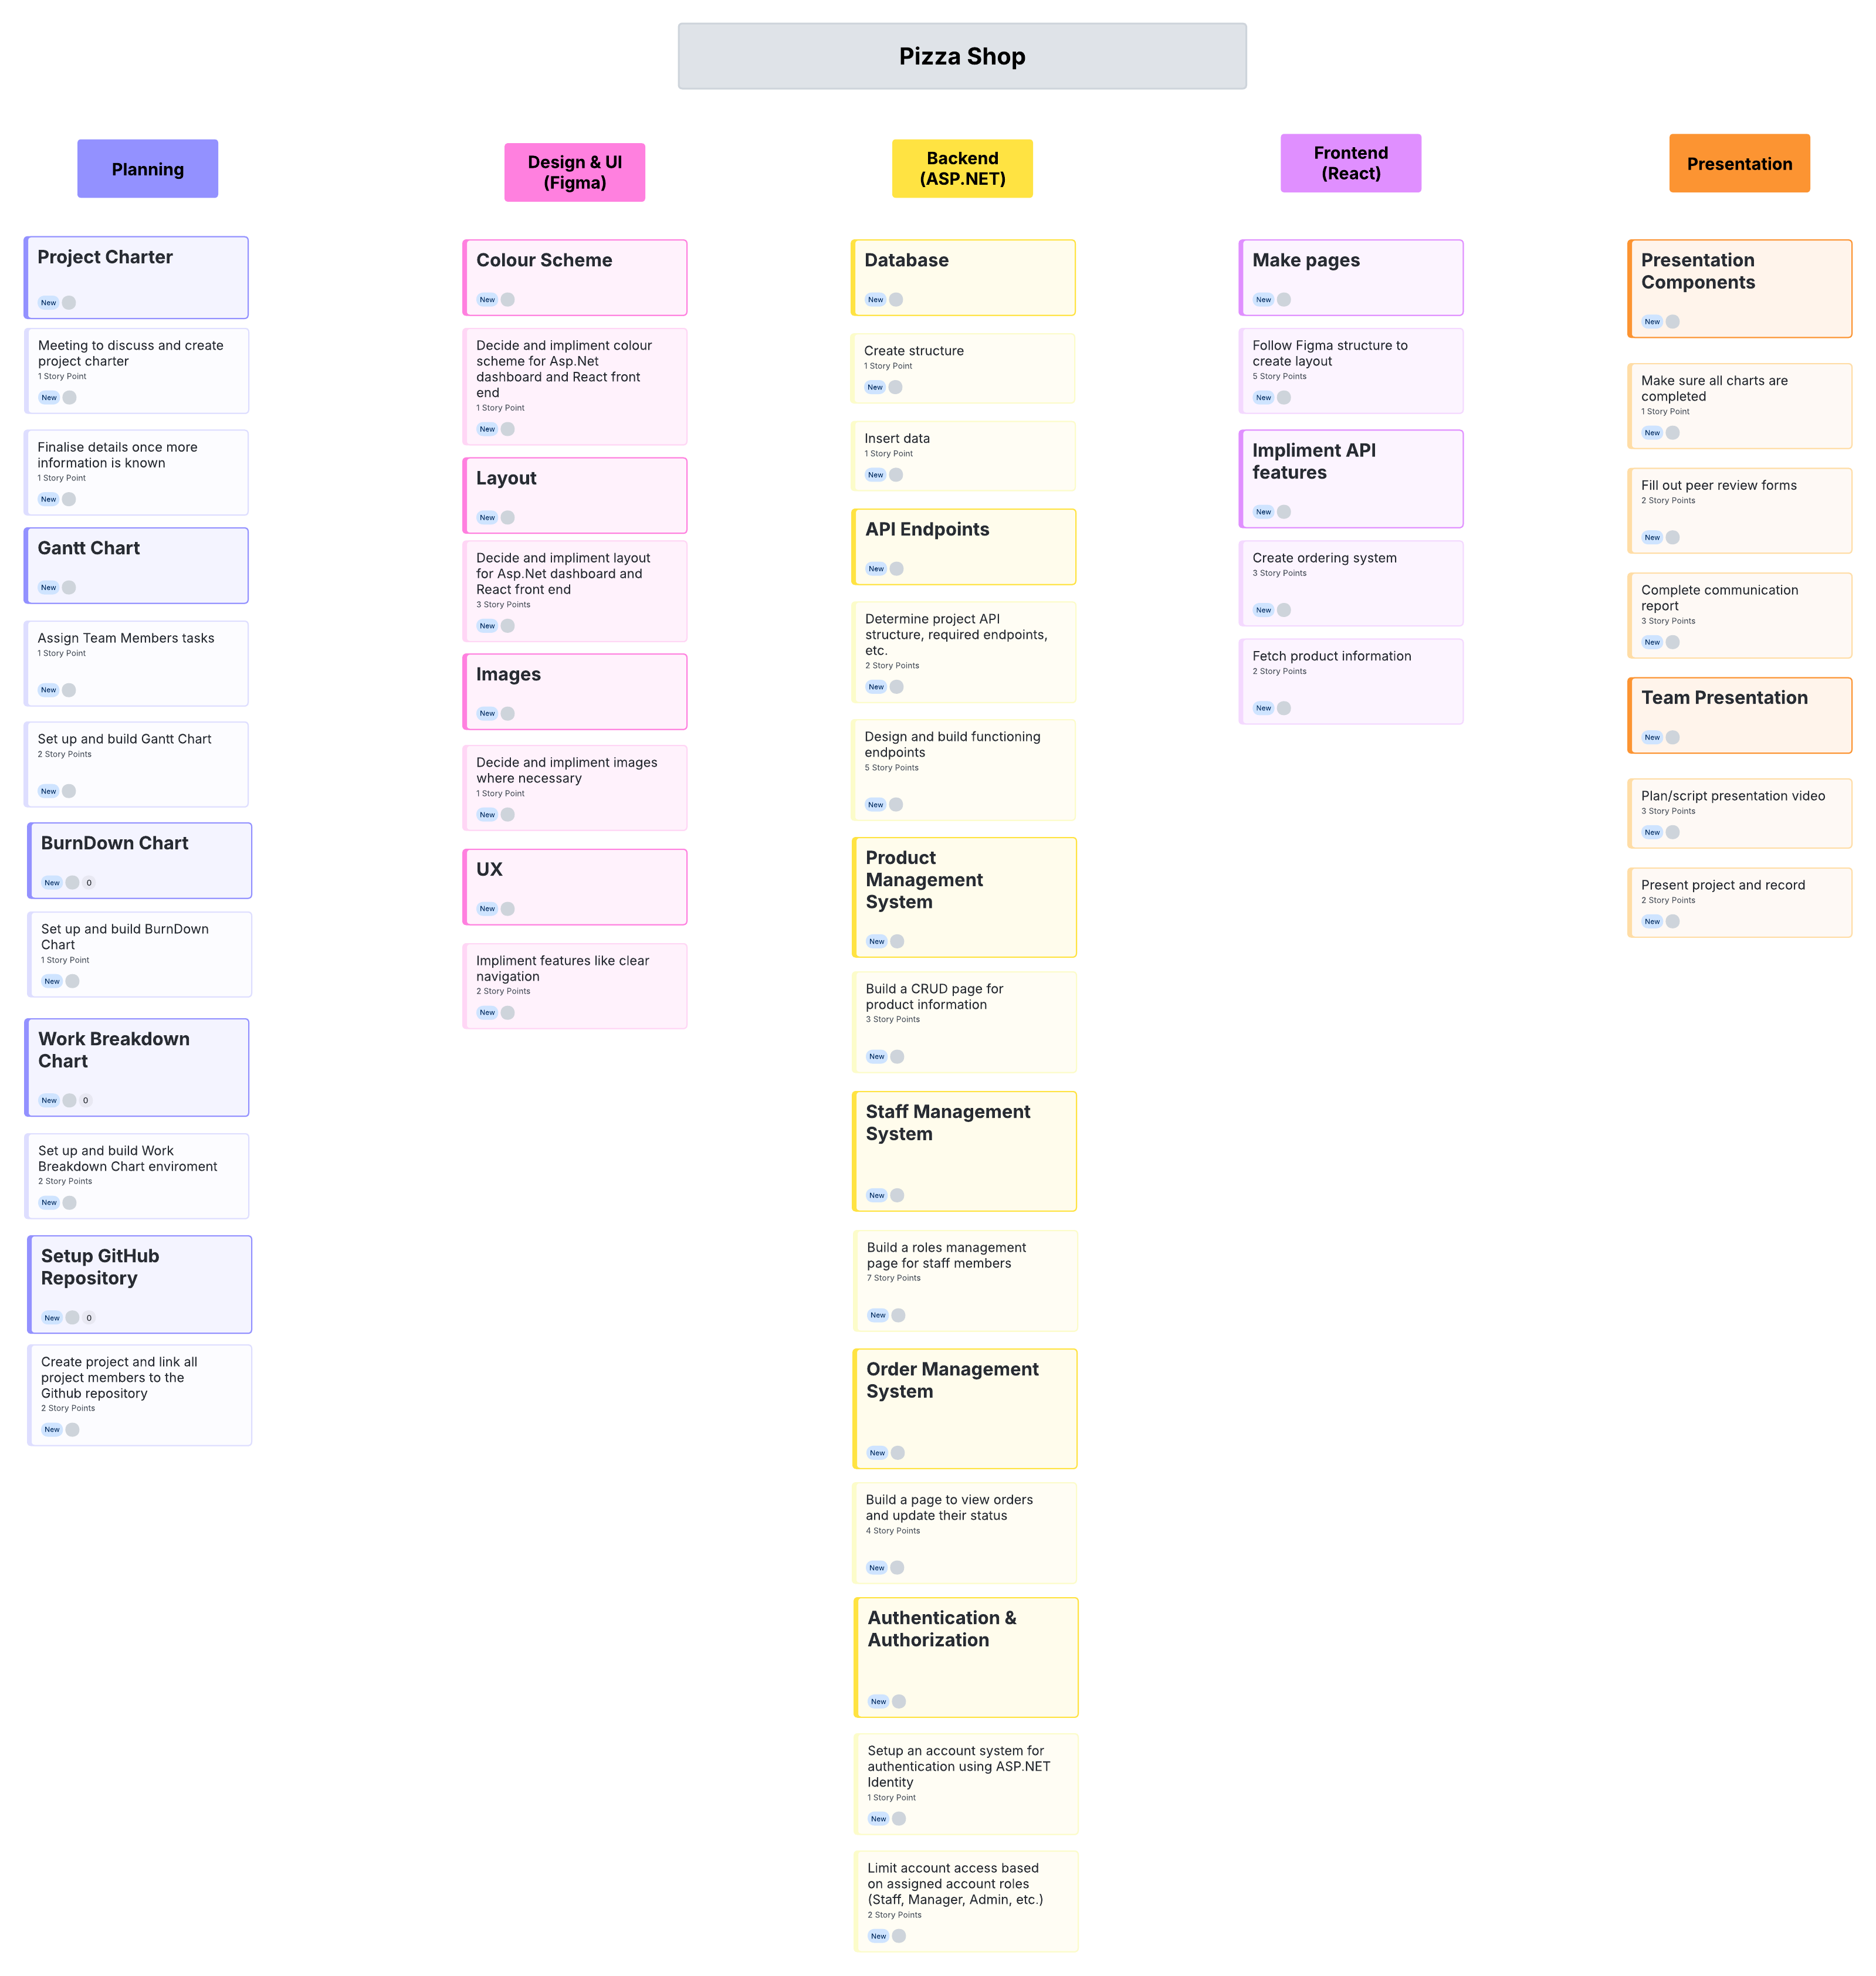 Pizza Shop
Planning
Project Charter
New
Meeting to discuss and create
project charter
1 Story Point
New
Finalise details once more
information is known
1 Story Point
New
Gantt Chart
New
Assign Team Members tasks
1 Story Point
New
Set up and build Gantt Chart
2 Story Points
New
BurnDown Chart
New 0
Set up and build BurnDown
Chart
1 Story Point
New
Work Breakdown
Chart
New 0
Set up and build Work
Breakdown Chart enviroment
2 Story Points
New
Setup GitHub
Repository
New 0
Create project and link all
project members to the
Github repository
2 Story Points
New
Design & UI
(Figma)
Colour Scheme
New
Decide and impliment colour
scheme for Asp.Net
dashboard and React front
end
1 Story Point
New
Layout
New
Decide and impliment layout
for Asp.Net dashboard and
React front end
3 Story Points
New
Images
New
Decide and impliment images
where necessary
1 Story Point
New
UX
New
Impliment features like clear
navigation
2 Story Points
New
Backend
(ASP.NET)
Database
New
Create structure
1 Story Point
New
Insert data
1 Story Point
New
API Endpoints
New
Determine project API
structure, required endpoints,
etc.
2 Story Points
New
Design and build functioning
endpoints
5 Story Points
New
Product
Management
System
New
Build a CRUD page for
product information
3 Story Points
New
Staff Management
System
New
Build a roles management
page for staff members
7 Story Points
New
Order Management
System
New
Build a page to view orders
and update their status
4 Story Points
New
Authentication &
Authorization
New
Setup an account system for
authentication using ASP.NET
Identity
1 Story Point
New
Limit account access based
on assigned account roles
(Staff, Manager, Admin, etc.)
2 Story Points
New
Frontend
(React)
Make pages
New
Follow Figma structure to
create layout
5 Story Points
New
Impliment API
features
New
Create ordering system
3 Story Points
New
Fetch product information
2 Story Points
New
Presentation
Presentation
Components
New
Make sure all charts are
completed
1 Story Point
New
Fill out peer review forms
2 Story Points
New
Complete communication
report
3 Story Points
New
Team Presentation
New
Plan/script presentation video
3 Story Points
New
Present project and record
2 Story Points
New